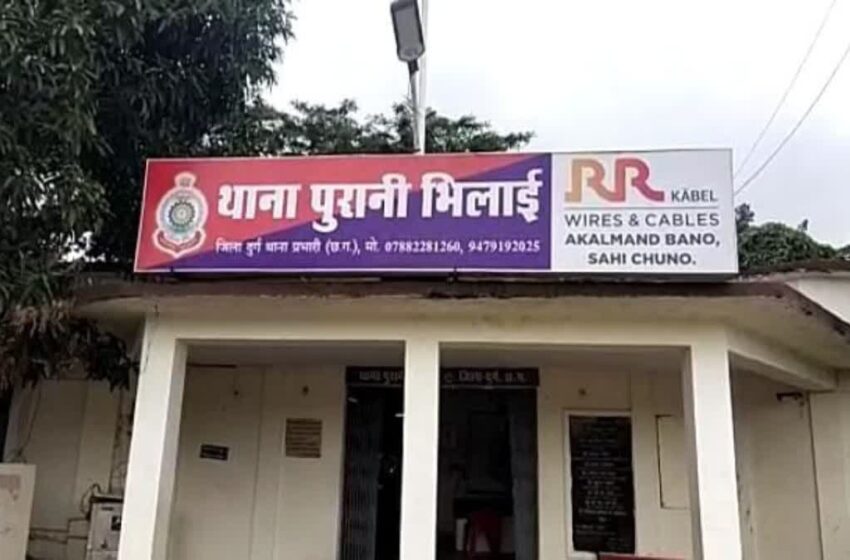 थाना पुरानी भिलाई
जिला दुर्ग थाना प्रभारी (छ.ग.), मो. 07882281260, 9479192025
RR KABEL
WIRES & CABLES
AKALMAND BANO,
SAHI CHUNO.
थाना पुरानी जिला दुर्ग, छ.ग.